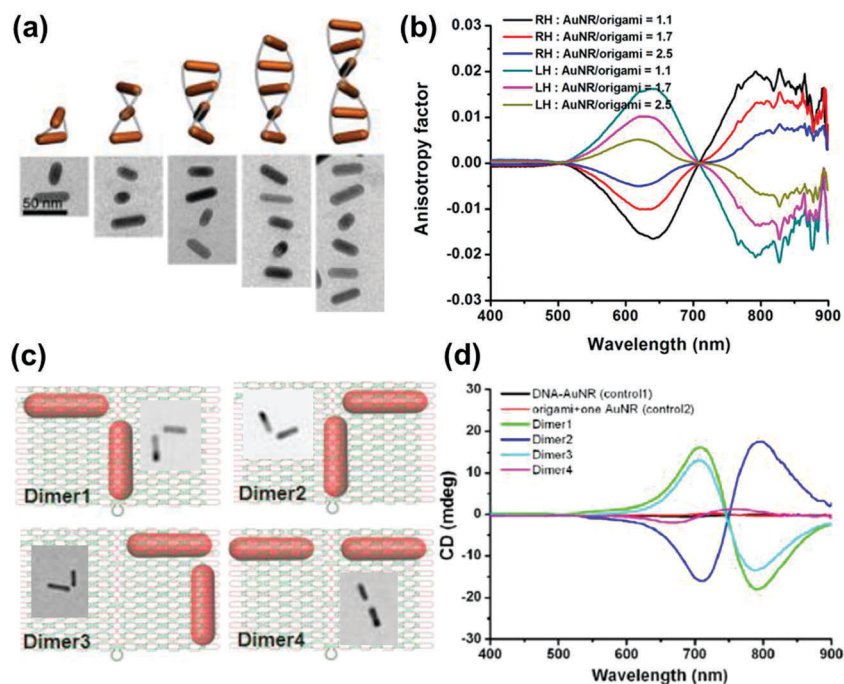 (a)
50 nm
(b)
RH : AuNR/origami = 1.1
RH : AuNR/origami = 1.7
RH : AuNR/origami = 2.5
LH : AuNR/origami = 1.1
LH : AuNR/origami = 1.7
LH : AuNR/origami = 2.5
Anisotropy factor
0.03
0.02
0.01
0.00
-0.01
-0.02
-0.03
400 500 600 700 800 900
Wavelength (nm)
(c)
Dimer1
Dimer2
Dimer3
Dimer4
(d)
DNA-AuNR (control1)
origami+one AuNR (control2)
Dimer1
Dimer2
Dimer3
Dimer4
CD (mdeg)
30
20
10
0
-10
-20
-30
400 500 600 700 800 900
Wavelength (nm)